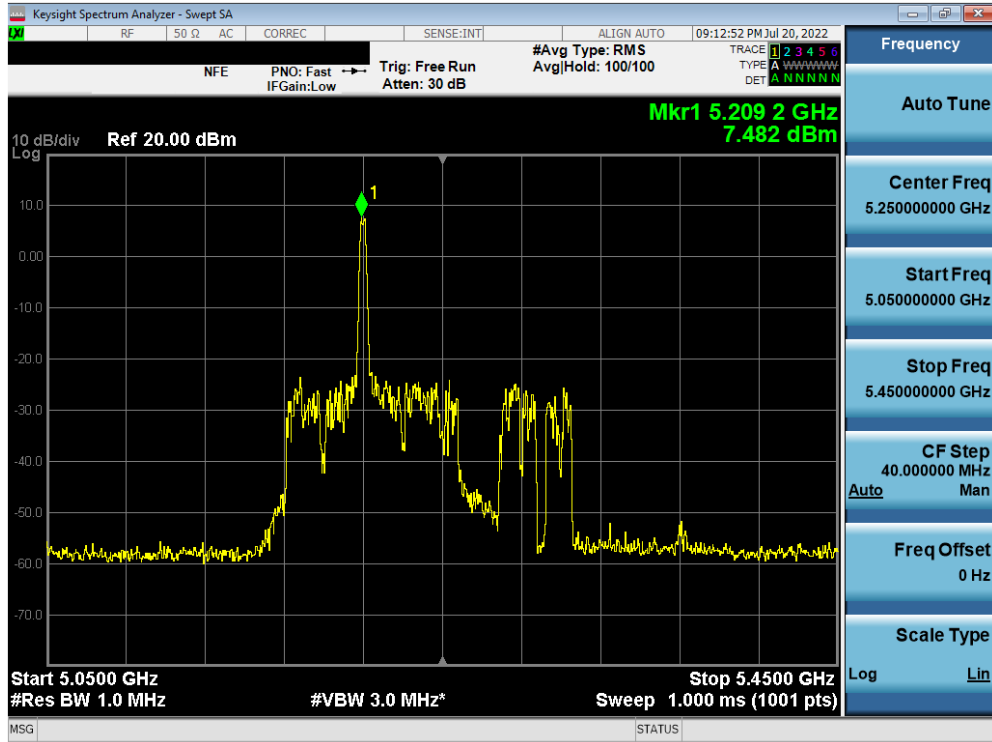 Keysight Spectrum Analyzer - Swept SA
LXI RF 50 Ω AC CORREC SENSE:INT ALIGN AUTO 09:12:52 PM Jul 20, 2022
NFE PNO: Fast Trig: Free Run #Avg Type: RMS TRACE 1 2 3 4 5 6
IFGain:Low Atten: 30 dB Avg|Hold: 100/100 TYPE A WWWWW
DET A N N N N N
Mkr1 5.209 2 GHz
7.482 dBm
10 dB/div Ref 20.00 dBm
Log
1
10.0
0.00
-10.0
-20.0
-30.0
-40.0
-50.0
-60.0
-70.0
Start 5.0500 GHz Stop 5.4500 GHz
#Res BW 1.0 MHz #VBW 3.0 MHz* Sweep 1.000 ms (1001 pts)
MSG STATUS
Frequency
Auto Tune
Center Freq
5.250000000 GHz
Start Freq
5.050000000 GHz
Stop Freq
5.450000000 GHz
CF Step
40.000000 MHz
Auto Man
Freq Offset
0 Hz
Scale Type
Log Lin